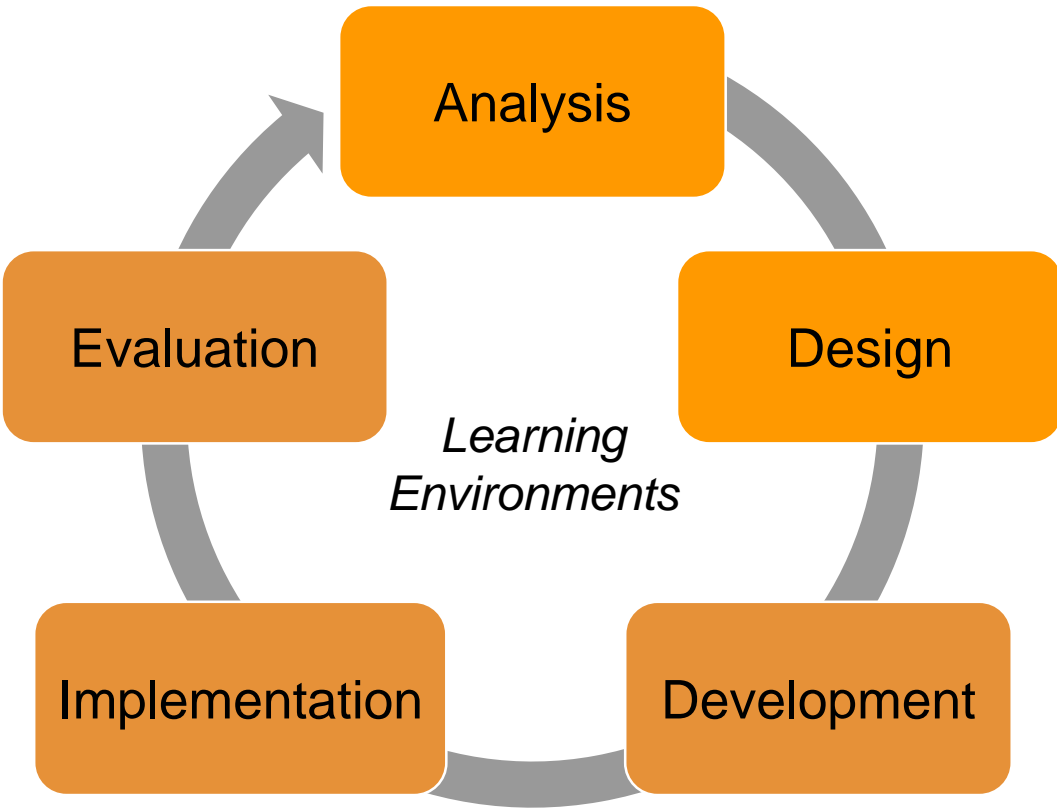 Analysis
Design
Development
Implementation
Evaluation
Learning
Environments